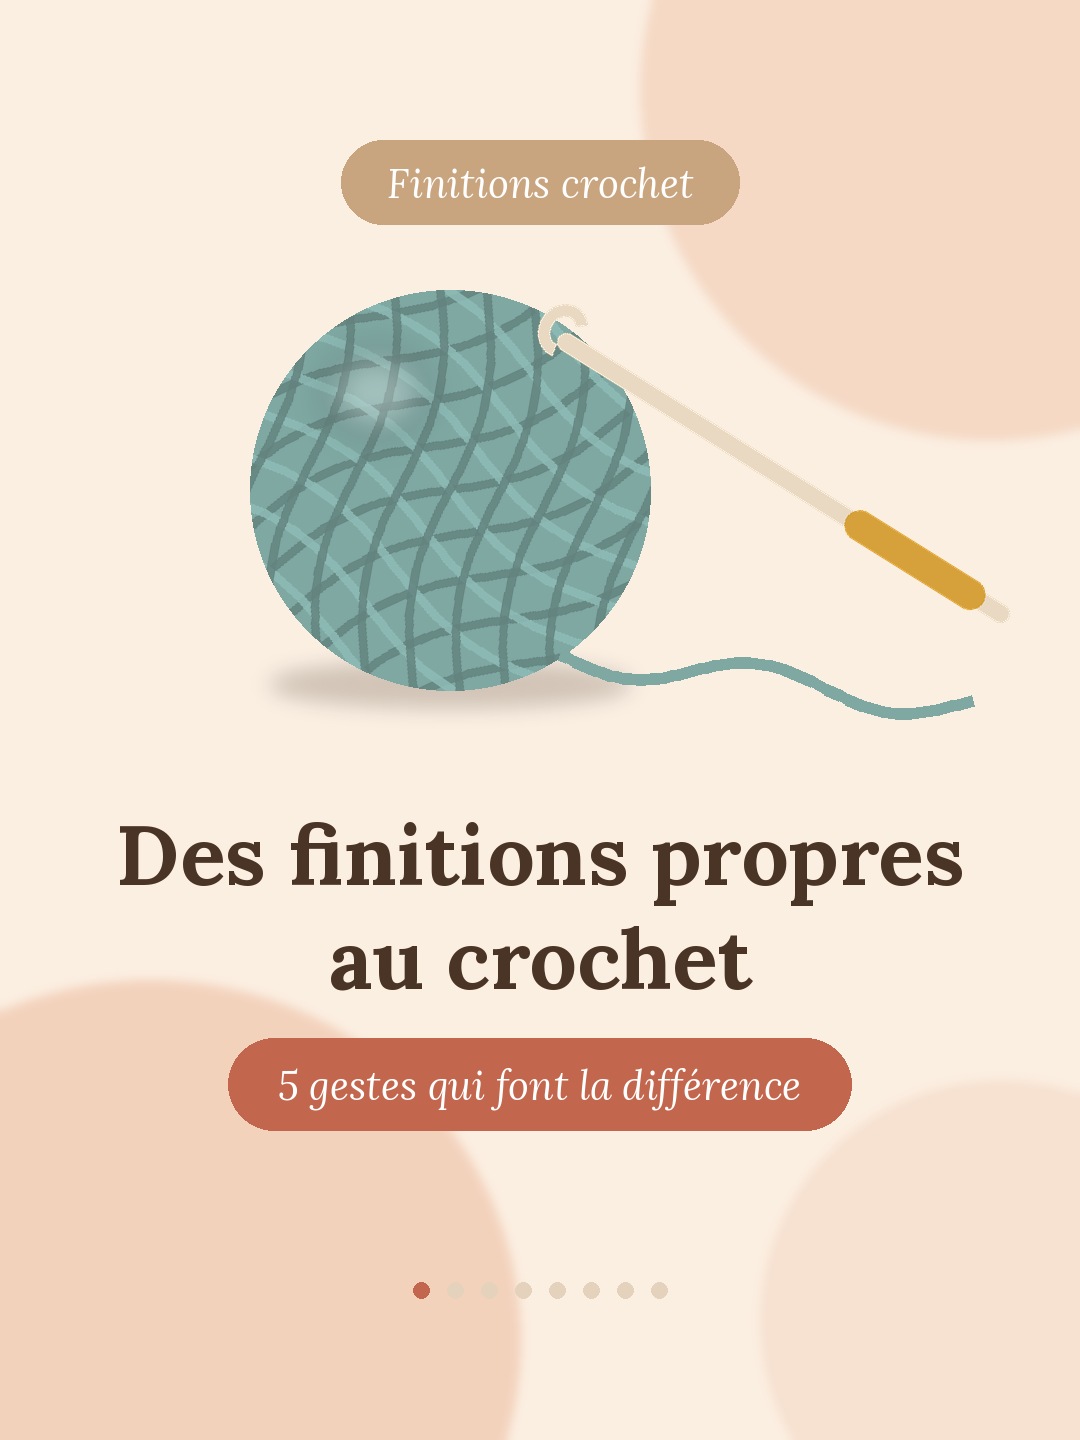 Finitions crochet
Des finitions propres
au crochet
5 gestes qui font la différence